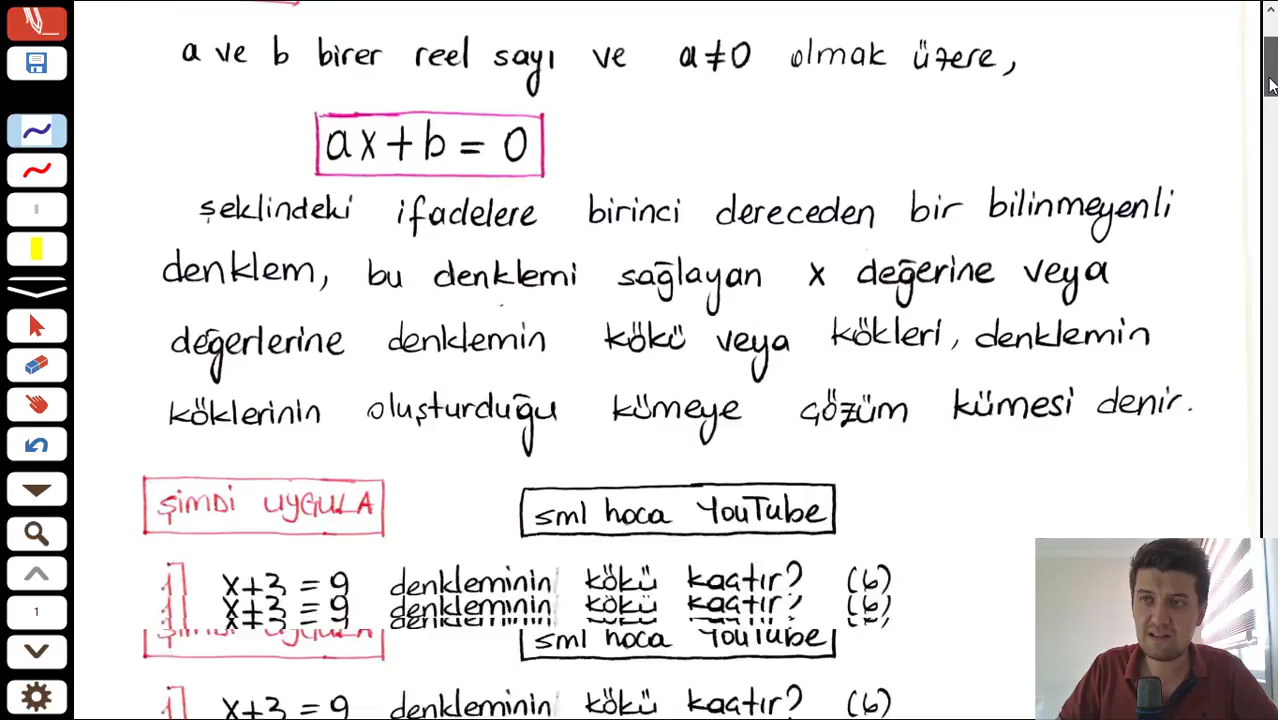 a ve b birer reel sayı ve a≠0 olmak üzere,
ax+b = 0
şeklindeki ifadelere birinci dereceden bir bilinmeyenli
denklem, bu denklemi sağlayan x değerine veya
değerlerine denklemin kökü veya kökleri, denklemin
köklerinin oluşturduğu kümeye çözüm kümesi denir.
ŞİMDİ UYGULA sml hoca YouTube
1 x+3 = 9 denkleminin kökü kaçtır? (6)
1 x+3 = 9 denkleminin kökü kaçtır? (6)
sml hoca YouTube
1 x+3 = 9 denkleminin kökü kaçtır? (6)
1